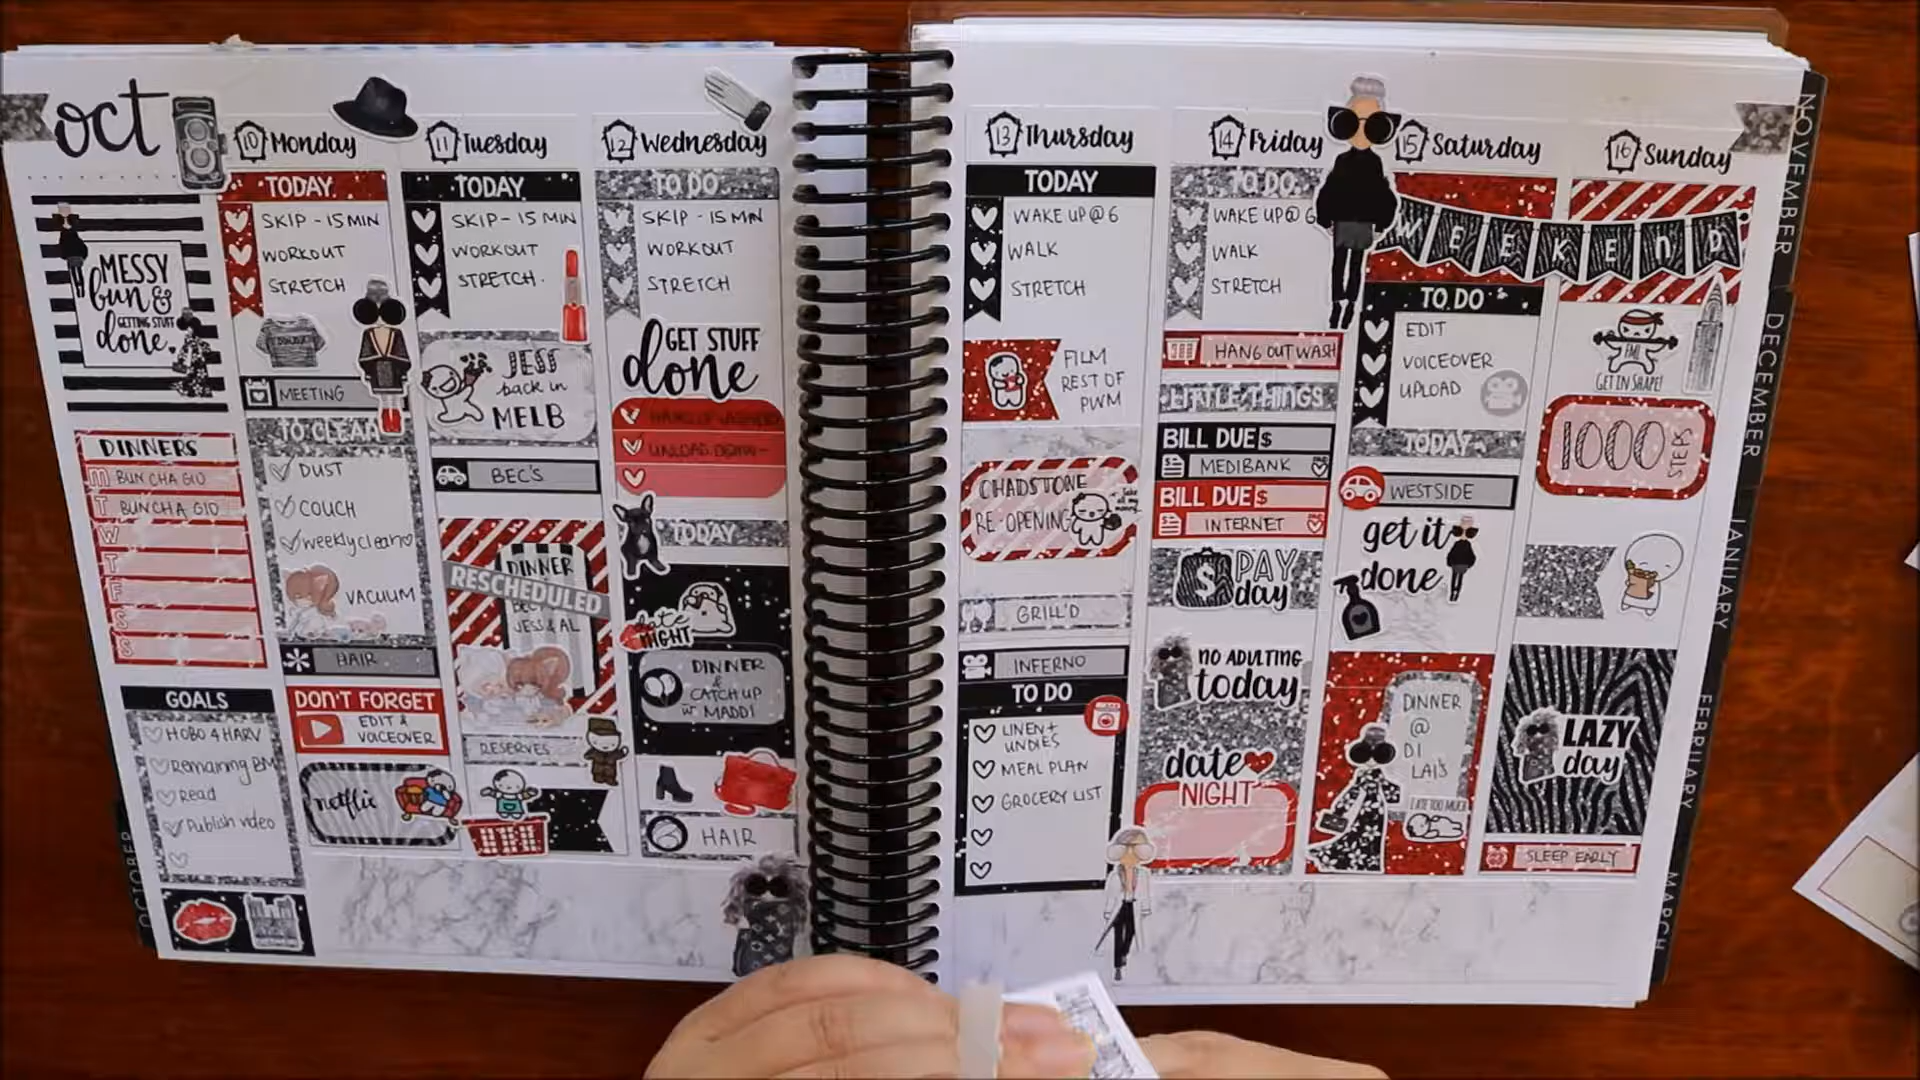 oct
MESSY
bun &
GETTING STUFF
done.
DINNERS
M BUN CHA GIO
T BUN CHA GIO
W
T
F
S
S
GOALS
HOBO 4 HARV
Remaining BM
Read
Publish video
10 Monday
TODAY
SKIP - 15 MIN
WORKOUT
STRETCH
MEETING
TO CLEAN
DUST
COUCH
weekly clean
VACUUM
HAIR
DON'T FORGET
EDIT &
VOICEOVER
netflix
11 Tuesday
TODAY
SKIP - 15 MIN
WORKOUT
STRETCH.
JESS
back in
MELB
BEC'S
DINNER
RESCHEDULED
JESS & AL
RESERVES
12 Wednesday
TO DO
SKIP - 15 MIN
WORKOUT
STRETCH
GET STUFF
done
TODAY
date
NIGHT
DINNER
&
CATCH UP
W MADDI
HAIR
13 Thursday
TODAY
WAKE UP @ 6
WALK
STRETCH
FILM
REST OF
PWM
CHADSTONE
RE-OPENING
GRILL'D
INFERNO
TO DO
LINEN +
UNDIES
MEAL PLAN
GROCERY LIST
14 Friday
TO DO
WAKE UP @ 6
WALK
STRETCH
HANG OUT WASH
LITTLE THINGS
BILL DUE $
MEDIBANK
BILL DUE $
INTERNET
$ PAY
day
NO ADULTING
today
date
NIGHT
15 Saturday
WEEKEND
TO DO
EDIT
VOICEOVER
UPLOAD
TODAY
WESTSIDE
get it
done
DINNER
@
DI
LAI'S
I ATE TOO MUCH
16 Sunday
FML
GET IN SHAPE!
1000
STEPS
LAZY
day
SLEEP EARLY
OCTOBER
NOVEMBER
DECEMBER
JANUARY
FEBRUARY
MARCH